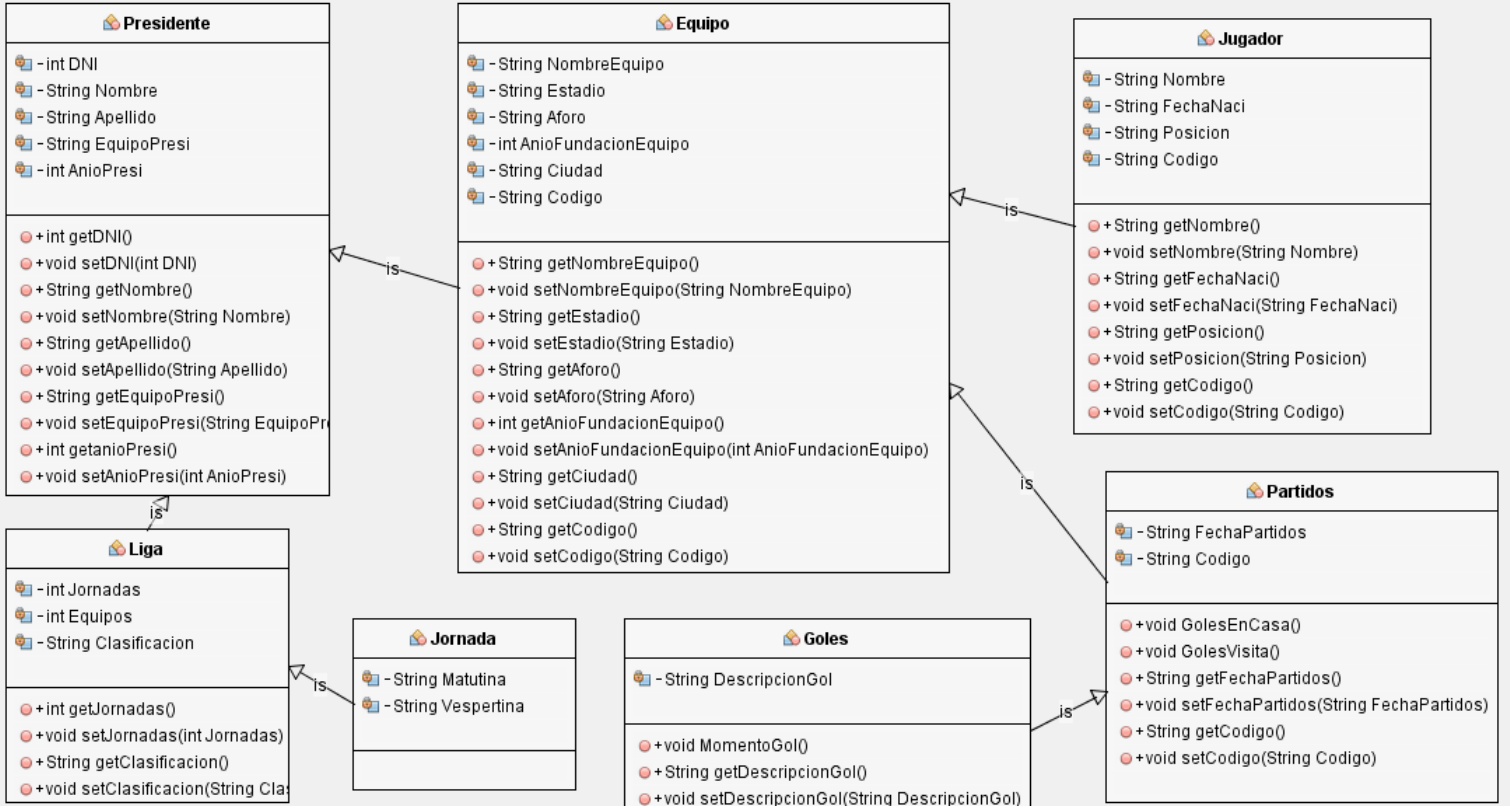 Presidente
-int DNI
-String Nombre
-String Apellido
-String EquipoPresi
-int AnioPresi
+int getDNI()
+void setDNI(int DNI)
+String getNombre()
+void setNombre(String Nombre)
+String getApellido()
+void setApellido(String Apellido)
+String getEquipoPresi()
+void setEquipoPresi(String EquipoPr
+int getanioPresi()
+void setAnioPresi(int AnioPresi)
is
Equipo
-String NombreEquipo
-String Estadio
-String Aforo
-int AnioFundacionEquipo
-String Ciudad
-String Codigo
+String getNombreEquipo()
+void setNombreEquipo(String NombreEquipo)
+String getEstadio()
+void setEstadio(String Estadio)
+String getAforo()
+void setAforo(String Aforo)
+int getAnioFundacionEquipo()
+void setAnioFundacionEquipo(int AnioFundacionEquipo)
+String getCiudad()
+void setCiudad(String Ciudad)
+String getCodigo()
+void setCodigo(String Codigo)
is
Jugador
-String Nombre
-String FechaNaci
-String Posicion
-String Codigo
+String getNombre()
+void setNombre(String Nombre)
+String getFechaNaci()
+void setFechaNaci(String FechaNaci)
+String getPosicion()
+void setPosicion(String Posicion)
+String getCodigo()
+void setCodigo(String Codigo)
is
is
Liga
-int Jornadas
-int Equipos
-String Clasificacion
+int getJornadas()
+void setJornadas(int Jornadas)
+String getClasificacion()
+void setClasificacion(String Clas
is
Jornada
-String Matutina
-String Vespertina
Goles
-String DescripcionGol
+void MomentoGol()
+String getDescripcionGol()
+void setDescripcionGol(String DescripcionGol)
is
Partidos
-String FechaPartidos
-String Codigo
+void GolesEnCasa()
+void GolesVisita()
+String getFechaPartidos()
+void setFechaPartidos(String FechaPartidos)
+String getCodigo()
+void setCodigo(String Codigo)